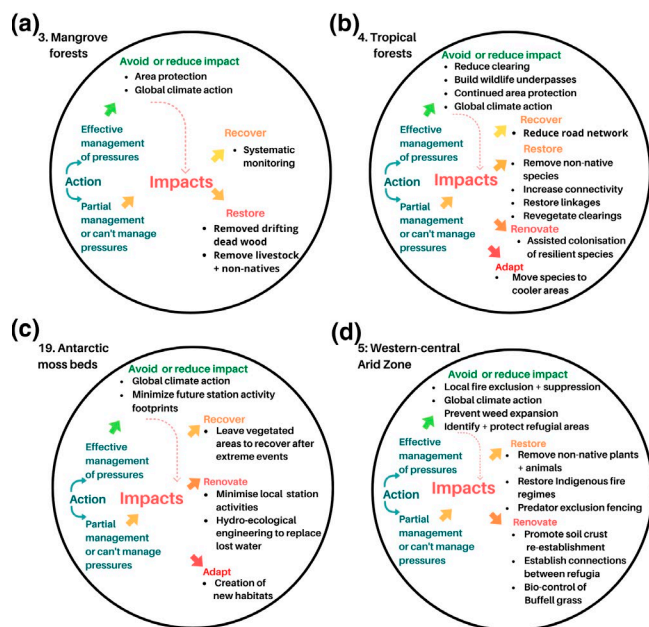 (a)
3. Mangrove
forests
Avoid or reduce impact
• Area protection
• Global climate action
Effective
management
of pressures
Action
Partial
management
or can't manage
pressures
Impacts
Recover
• Systematic
monitoring
Restore
• Removed drifting
dead wood
• Remove livestock
+ non-natives
(b)
4. Tropical
forests
Avoid or reduce impact
• Reduce clearing
• Build wildlife underpasses
• Continued area protection
• Global climate action
Effective
management
of pressures
Action
Partial
management
or can't manage
pressures
Impacts
Recover
• Reduce road network
Restore
• Remove non-native
species
• Increase connectivity
• Restore linkages
• Revegetate clearings
Renovate
• Assisted colonisation
of resilient species
Adapt
• Move species to
cooler areas
(c)
19. Antarctic
moss beds
Avoid or reduce impact
• Global climate action
• Minimize future station activity
footprints
Effective
management
of pressures
Action
Partial
management
or can't manage
pressures
Impacts
Recover
• Leave vegetated
areas to recover after
extreme events
Renovate
• Minimise local station
activities
• Hydro-ecological
engineering to replace
lost water
Adapt
• Creation of
new habitats
(d)
5: Western-central
Arid Zone
Avoid or reduce impact
• Local fire exclusion + suppression
• Global climate action
Prevent weed expansion
Identify + protect refugial areas
Effective
management
of pressures
Action
Partial
management
or can't manage
pressures
Impacts
Restore
• Remove non-native plants
+ animals
• Restore Indigenous fire
regimes
• Predator exclusion fencing
Renovate
• Promote soil crust
re-establishment
• Establish connections
between refugia
• Bio-control of
Buffell grass